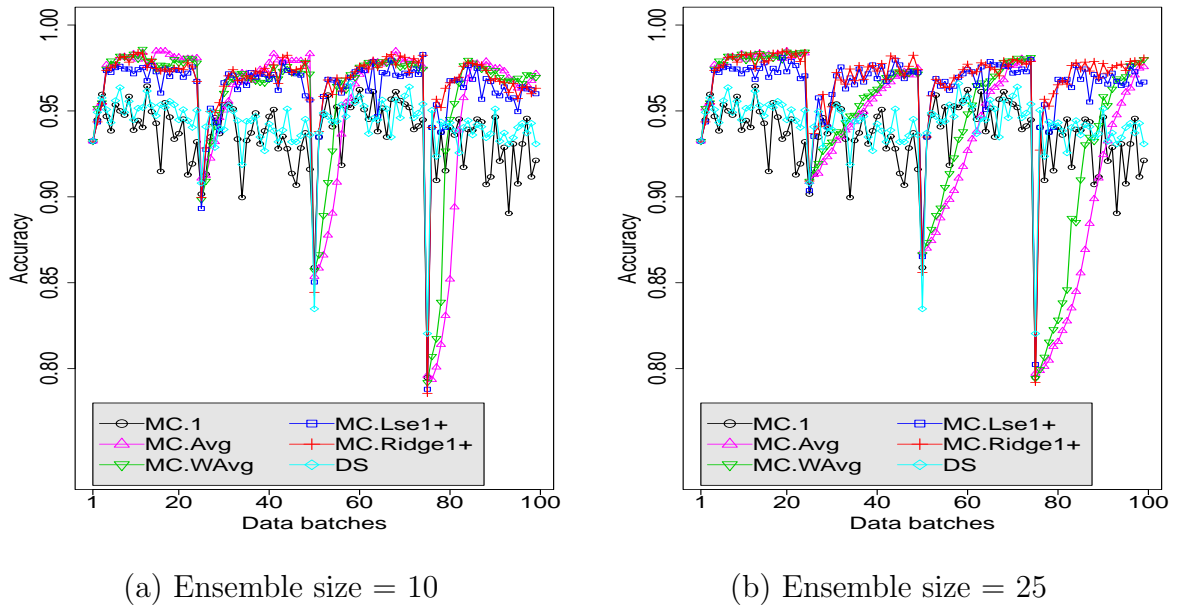 Accuracy
1.00
0.95
0.90
0.85
0.80
MC.1
MC.Avg
MC.WAvg
MC.Lse1+
MC.Ridge1+
DS
1 20 40 60 80 100
Data batches
(a) Ensemble size = 10
Accuracy
1.00
0.95
0.90
0.85
0.80
MC.1
MC.Avg
MC.WAvg
MC.Lse1+
MC.Ridge1+
DS
1 20 40 60 80 100
Data batches
(b) Ensemble size = 25